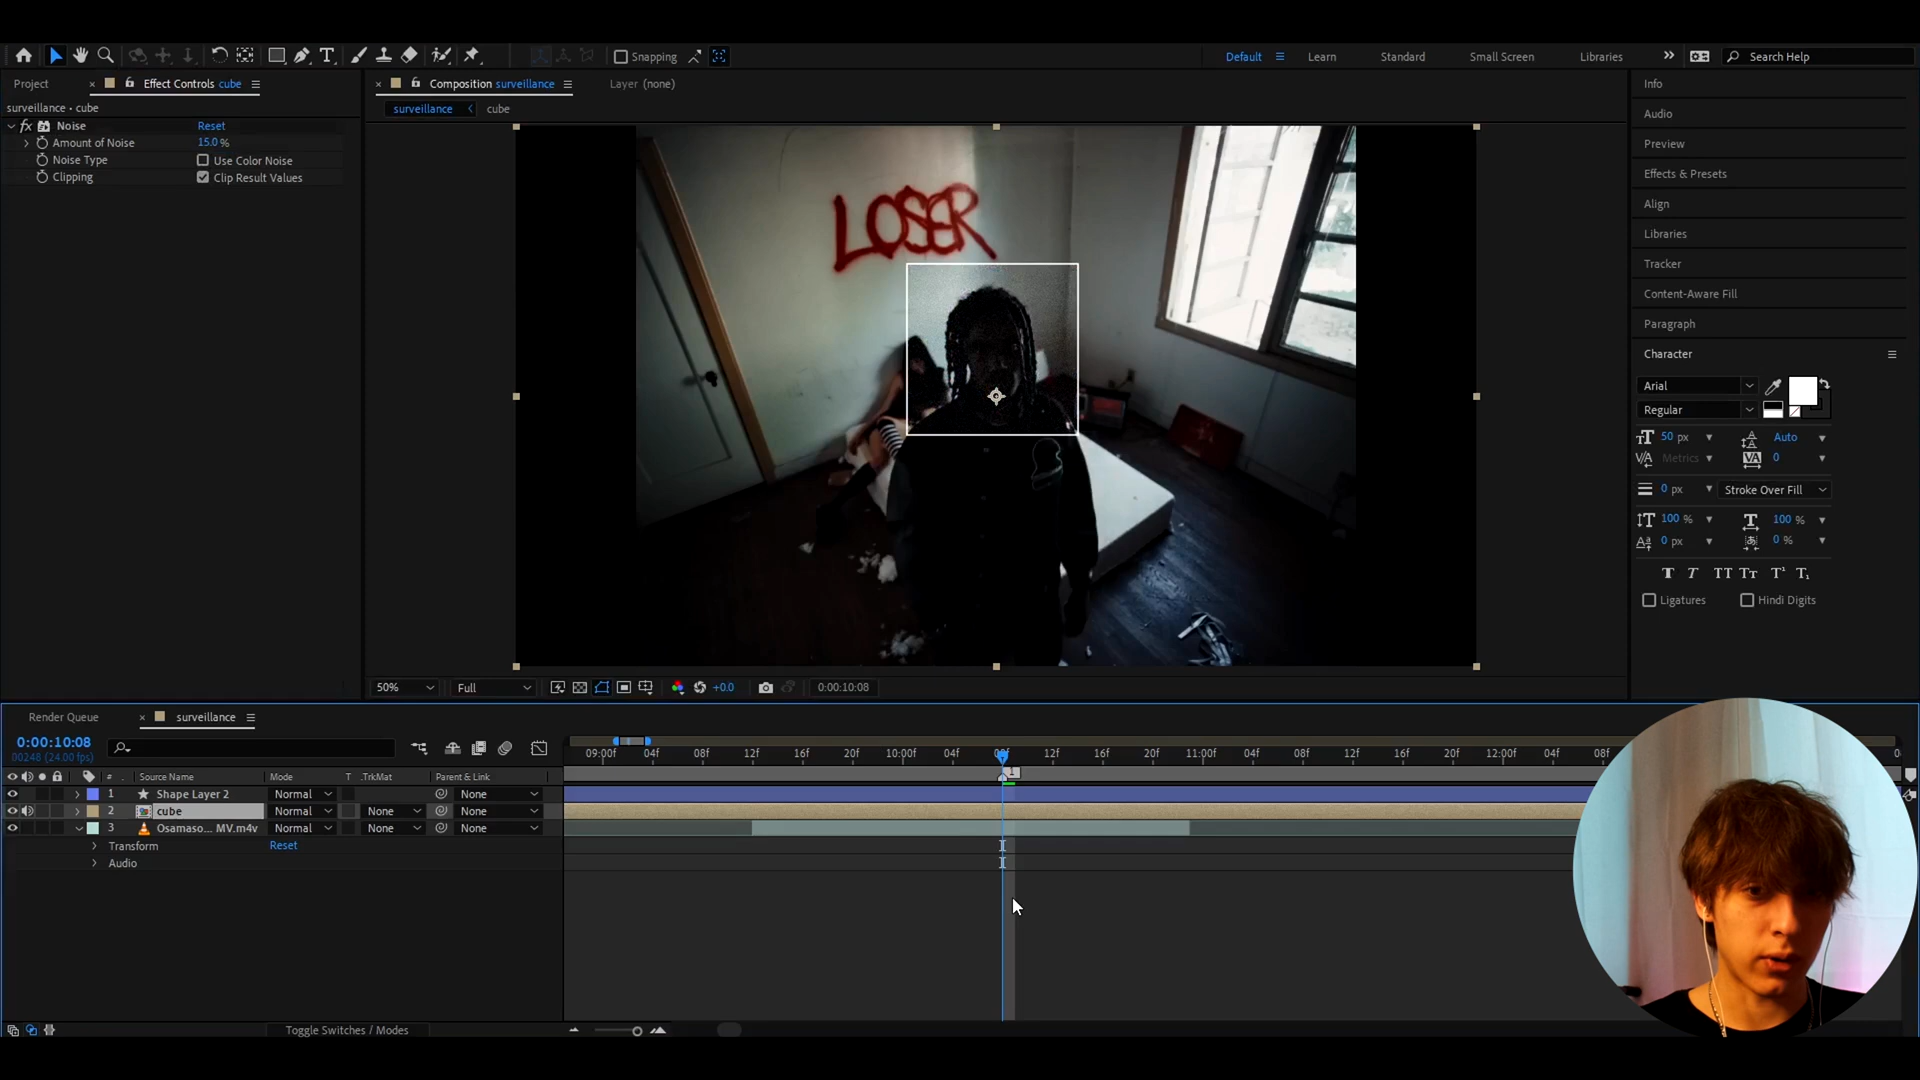 Snapping
Default
Learn
Standard
Small Screen
Libraries
Search Help
Project
Effect Controls cube
surveillance • cube
fx Noise Reset
Amount of Noise 15.0 %
Noise Type Use Color Noise
Clipping Clip Result Values
Composition surveillance
Layer (none)
surveillance
cube
LOSER
50%
Full
+0.0
0:00:10:08
Info
Audio
Preview
Effects & Presets
Align
Libraries
Tracker
Content-Aware Fill
Paragraph
Character
Arial
Regular
50 px Auto
Metrics 0
0 px Stroke Over Fill
100 % 100 %
0 px 0 %
T T TT Tt T¹ T₁
Ligatures Hindi Digits
Render Queue
surveillance
0:00:10:08
00248 (24.00 fps)
09:00f 04f 08f 12f 16f 20f 10:00f 04f 08f 12f 16f 20f 11:00f 04f 08f 12f 16f 20f 12:00f 04f 08f
# Source Name Mode T .TrkMat Parent & Link
1 Shape Layer 2 Normal None
2 cube Normal None None
3 Osamaso... MV.m4v Normal None None
Transform Reset
Audio
1
Toggle Switches / Modes